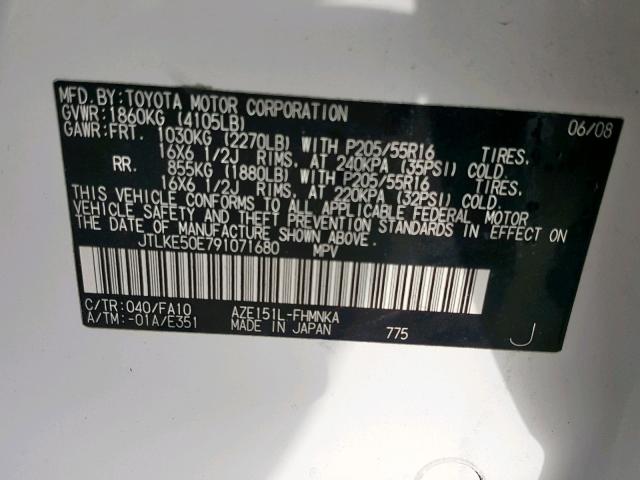 MFD. BY: TOYOTA MOTOR CORPORATION 06/08
GVWR: 1860KG (4105LB)
GAWR: FRT. 1030KG (2270LB) WITH P205/55R16 TIRES.
16X6 1/2J RIMS. AT 240KPA (35PSI) COLD.
RR. 855KG (1880LB) WITH P205/55R16 TIRES.
16X6 1/2J RIMS. AT 220KPA (32PSI) COLD.
THIS VEHICLE CONFORMS TO ALL APPLICABLE FEDERAL MOTOR
VEHICLE SAFETY AND THEFT PREVENTION STANDARDS IN EFFECT ON
THE DATE OF MANUFACTURE SHOWN ABOVE.
JTLKE50E791071680 MPV
C/TR: 040/FA10 AZE151L-FHMNKA
A/TM: -01A/E351 MADE IN JAPAN 775 J